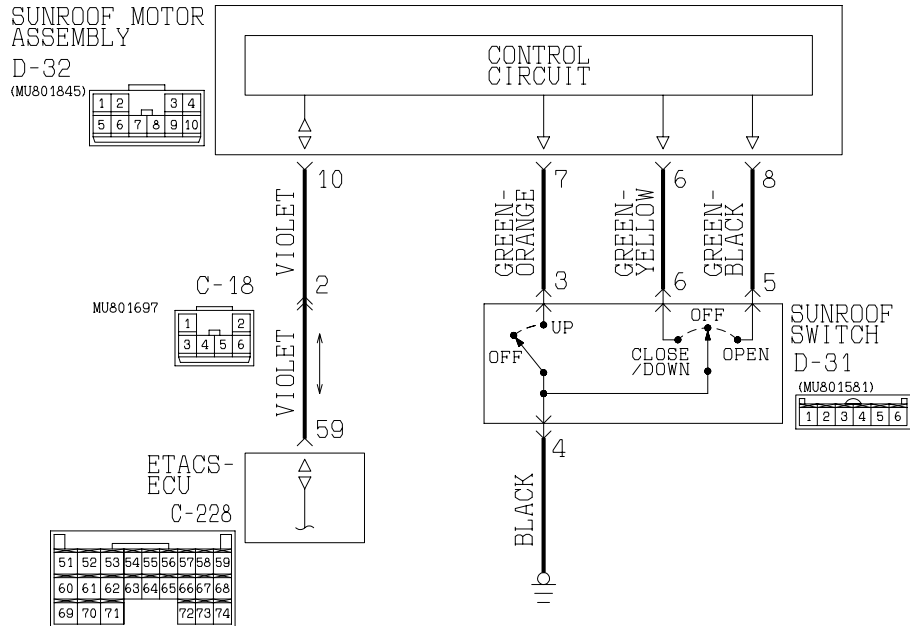 SUNROOF MOTOR
ASSEMBLY
D-32
(MU801845)
1 2 3 4
5 6 7 8 9 10
CONTROL
CIRCUIT
10
7
6
8
VIOLET
GREEN-
ORANGE
GREEN-
YELLOW
GREEN-
BLACK
C-18
2
MU801697
1 2
3 4 5 6
VIOLET
3
6
5
UP
OFF
OFF
CLOSE
/DOWN
OPEN
SUNROOF
SWITCH
D-31
(MU801581)
1 2 3 4 5 6
59
4
ETACS-
ECU
C-228
BLACK
51 52 53 54 55 56 57 58 59
60 61 62 63 64 65 66 67 68
69 70 71 72 73 74